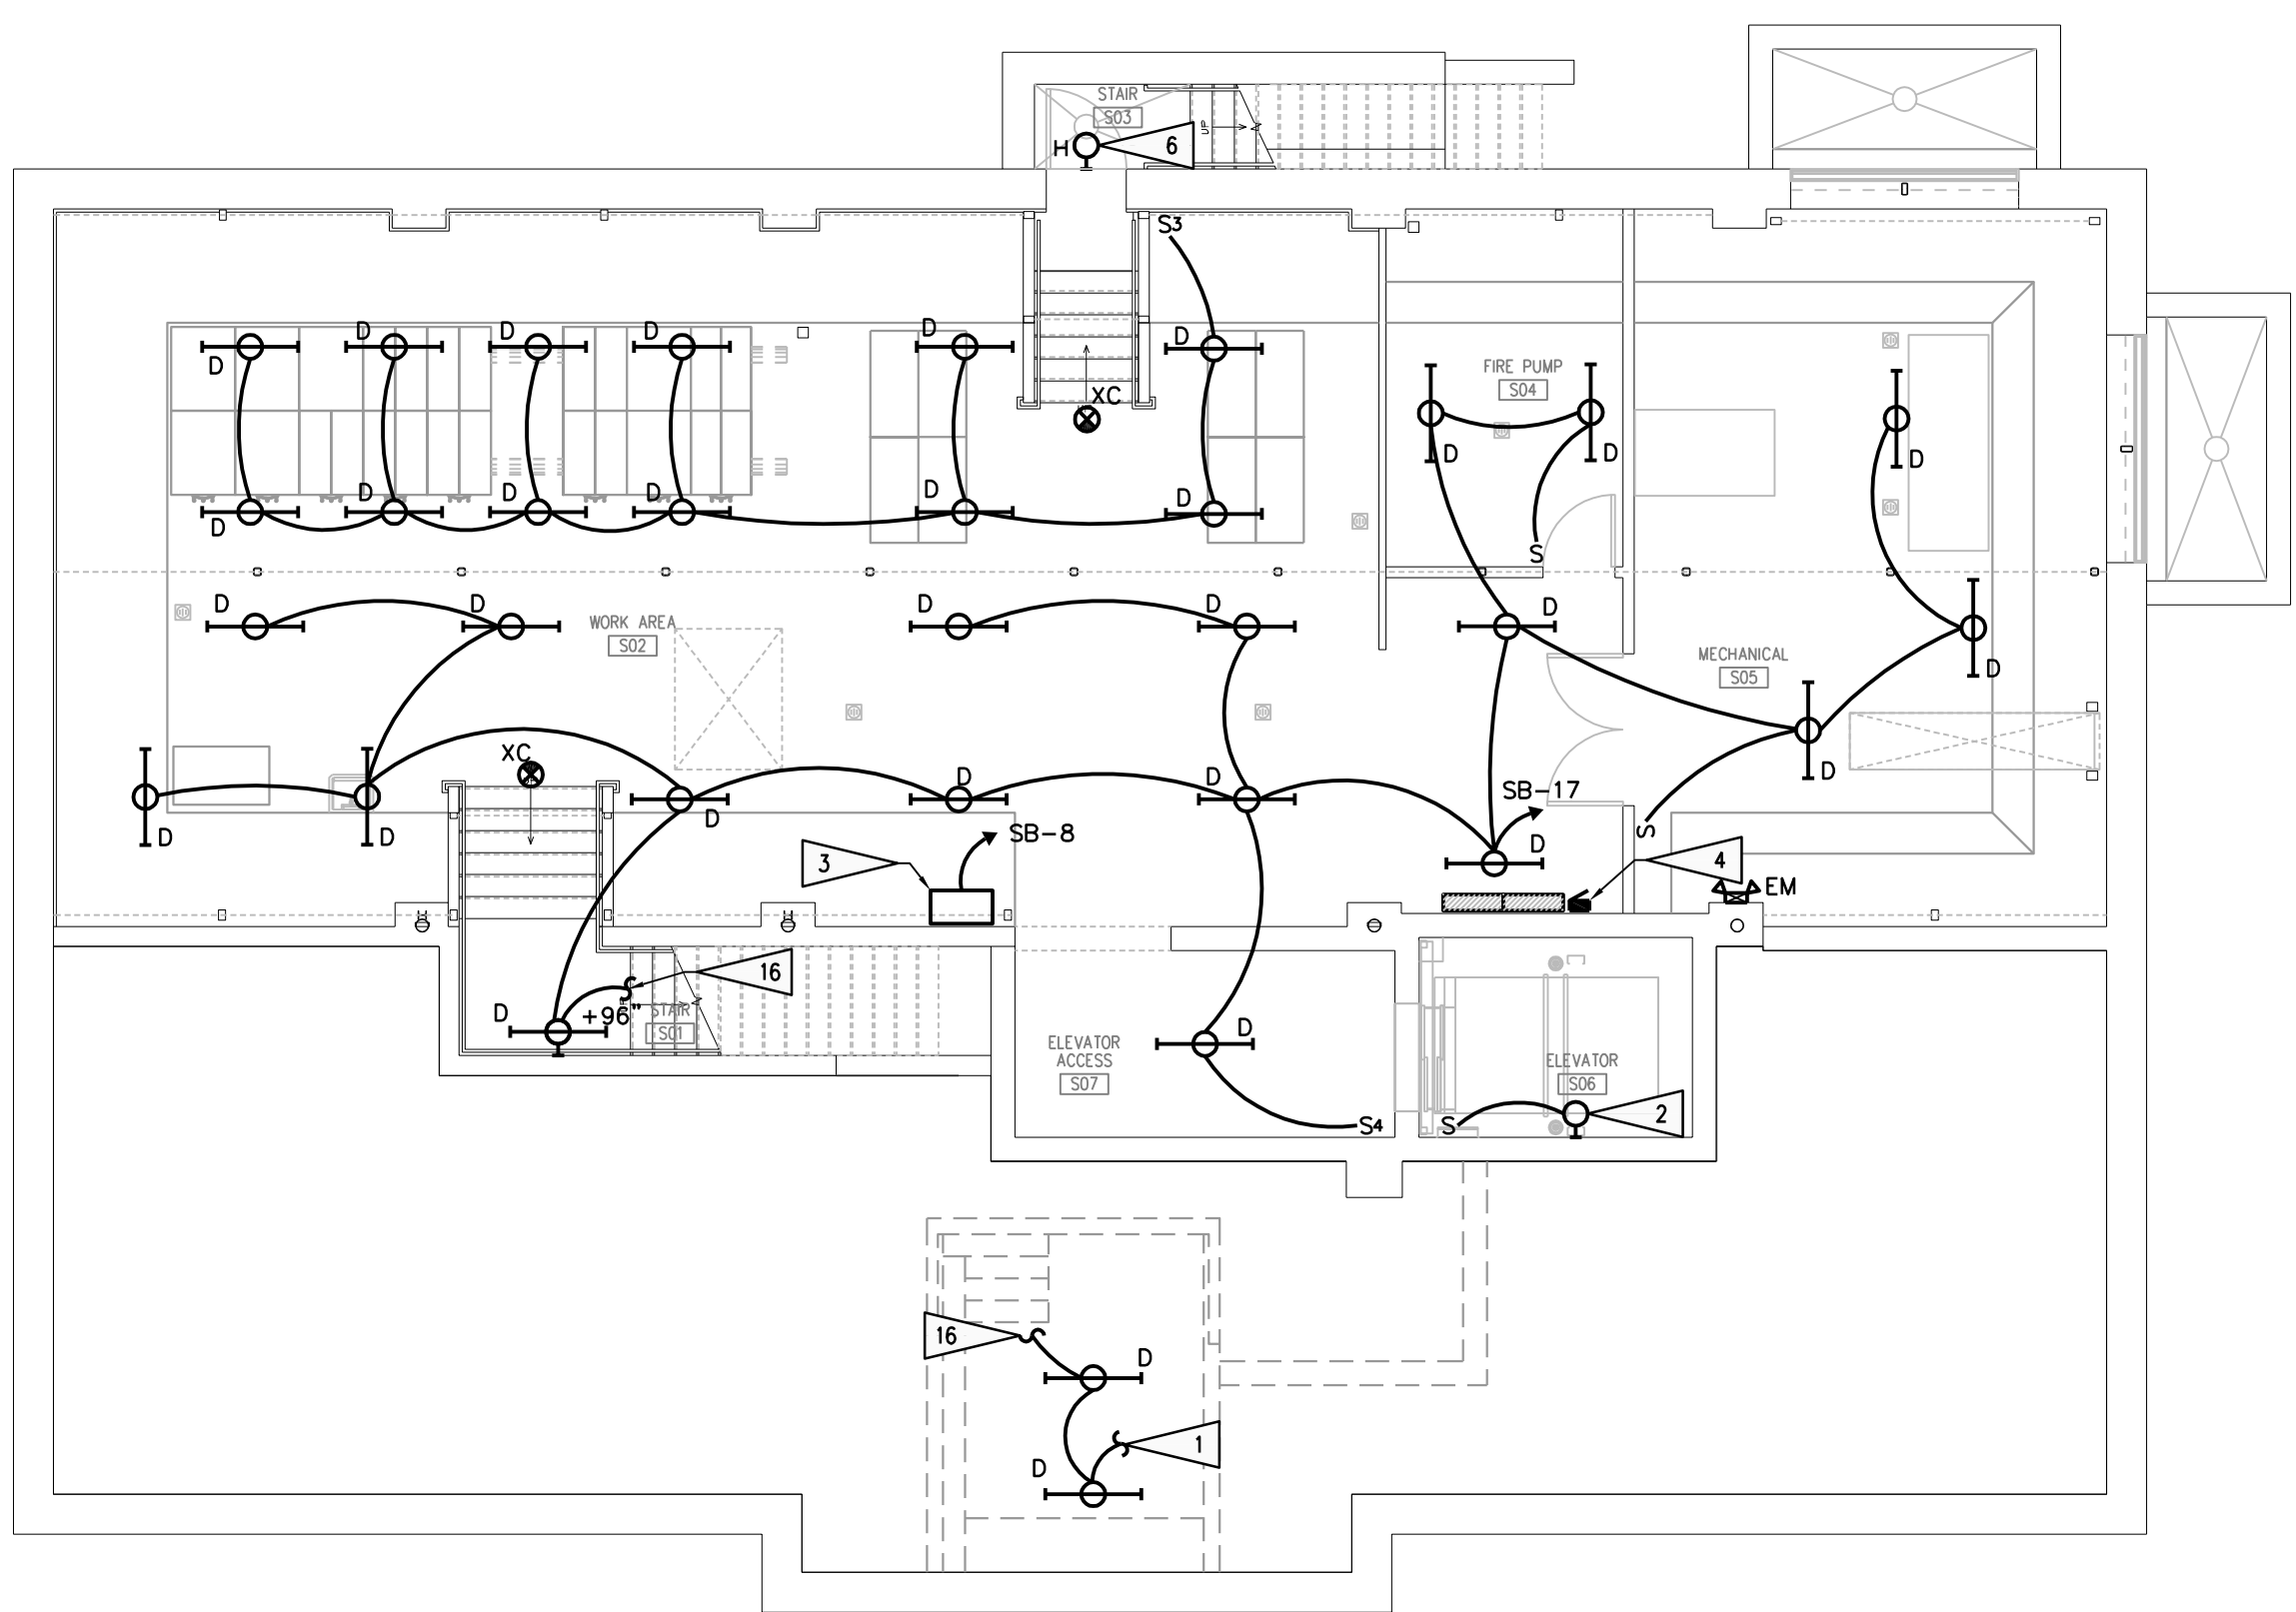 STAIR
S03
UP
H
6
S3
D
D
D
D
D
D
D
XC
FIRE PUMP
S04
D
D
D
D
D
D
D
D
D
D
S
D
D
D
D
D
WORK AREA
S02
MECHANICAL
S05
D
XC
D
D
SB-17
D
D
D
D
D
3
SB-8
S
4
EM
16
D
+96"
STAIR
S01
D
ELEVATOR
ACCESS
S07
ELEVATOR
S06
S4
S
2
16
D
1
D